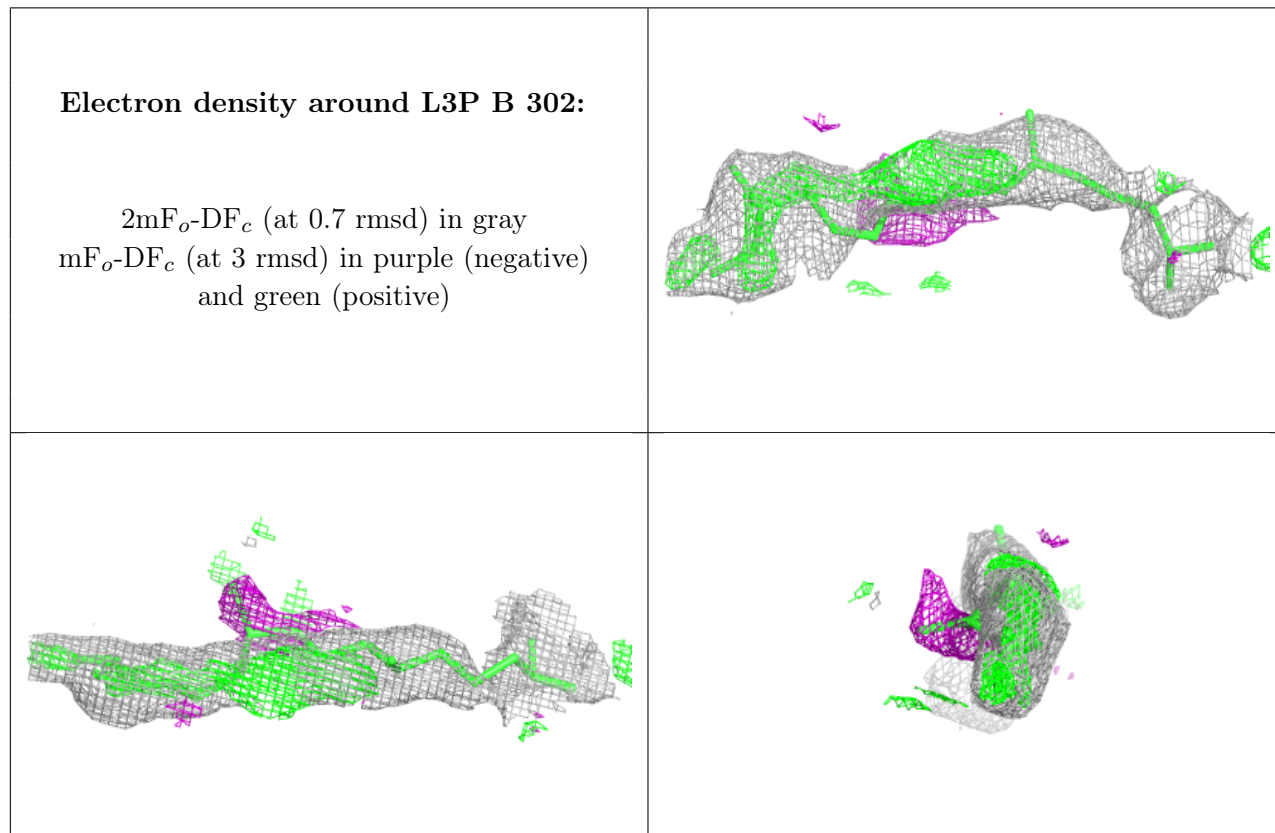 Electron density around L3P B 302:
2mFo-DFc (at 0.7 rmsd) in gray
mFo-DFc (at 3 rmsd) in purple (negative)
and green (positive)